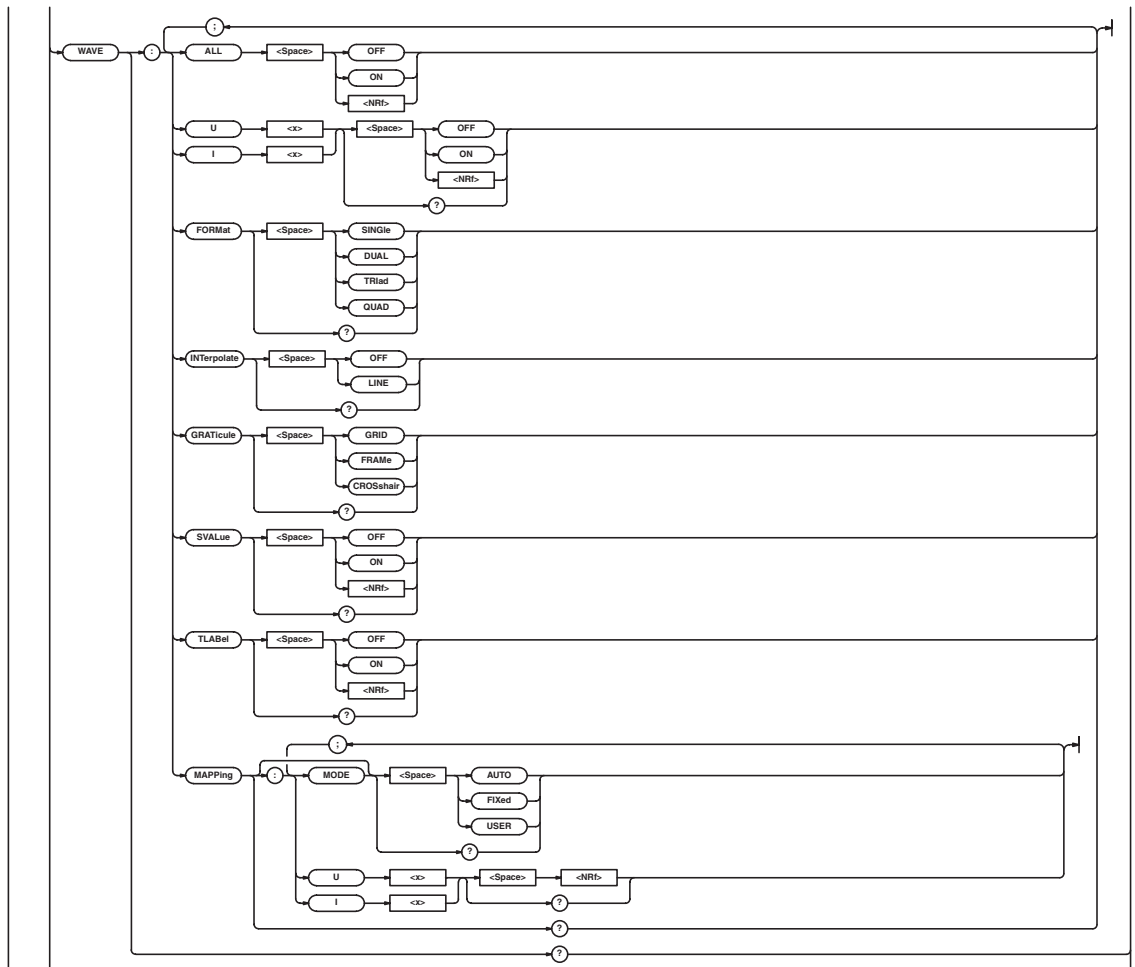 ;
WAVE : ALL <Space> OFF
ON
<NRf>
U <x> <Space> OFF
I <x> ON
<NRf>
?
FORMat <Space> SINGle
DUAL
TRIad
QUAD
?
INTerpolate <Space> OFF
LINE
?
GRATicule <Space> GRID
FRAMe
CROSshair
?
SVALue <Space> OFF
ON
<NRf>
?
TLABel <Space> OFF
ON
<NRf>
?
;
MAPPing : MODE <Space> AUTO
FIXed
USER
?
U <x> <Space> <NRf>
I <x> ?
?
?